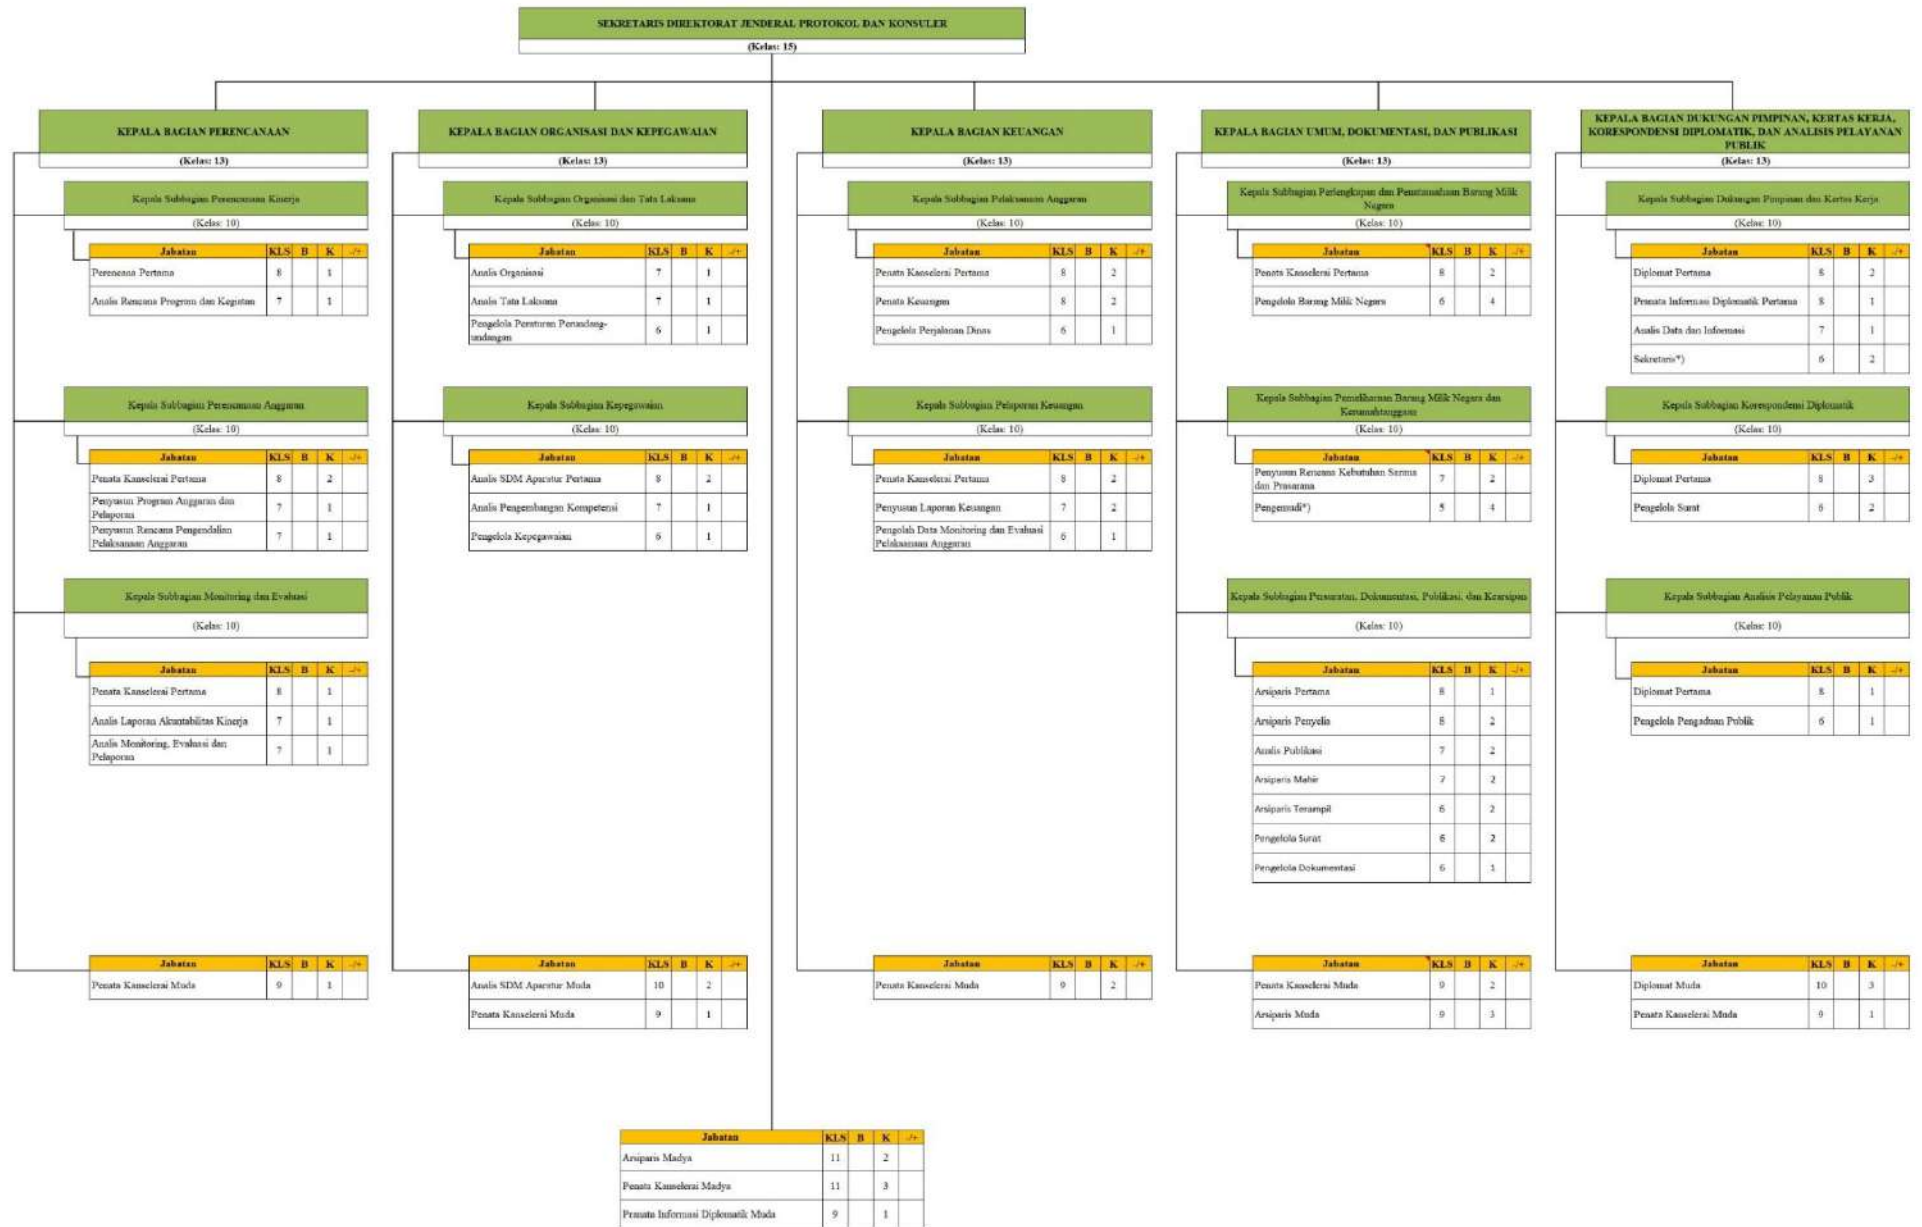 SEKRETARIS DIREKTORAT JENDERAL PROTOKOL DAN KONSULER
(Kelas: 15)
KEPALA BAGIAN PERENCANAAN
(Kelas: 13)
Kepala Subbagian Perencanaan Kinerja
(Kelas: 10)
Jabatan KLS B K -/+
Perencana Pertama 8 1
Analis Rencana Program dan Kegiatan 7 1
Kepala Subbagian Perencanaan Anggaran
(Kelas: 10)
Jabatan KLS B K -/+
Penata Kanselerai Pertama 8 2
Penyusun Program Anggaran dan
Pelaporan 7 1
Penyusun Rencana Pengendalian
Pelaksanaan Anggaran 7 1
Kepala Subbagian Monitoring dan Evaluasi
(Kelas: 10)
Jabatan KLS B K -/+
Penata Kanselerai Pertama 8 1
Analis Laporan Akuntabilitas Kinerja 7 1
Analis Monitoring, Evaluasi dan
Pelaporan 7 1
Jabatan KLS B K -/+
Penata Kanselerai Muda 9 1
KEPALA BAGIAN ORGANISASI DAN KEPEGAWAIAN
(Kelas: 13)
Kepala Subbagian Organisasi dan Tata Laksana
(Kelas: 10)
Jabatan KLS B K -/+
Analis Organisasi 7 1
Analis Tata Laksana 7 1
Pengelola Peraturan Perundang-
undangan 6 1
Kepala Subbagian Kepegawaian
(Kelas: 10)
Jabatan KLS B K -/+
Analis SDM Aparatur Pertama 8 2
Analis Pengembangan Kompetensi 7 1
Pengelola Kepegawaian 6 1
Jabatan KLS B K -/+
Analis SDM Aparatur Muda 10 2
Penata Kanselerai Muda 9 1
KEPALA BAGIAN KEUANGAN
(Kelas: 13)
Kepala Subbagian Pelaksanaan Anggaran
(Kelas: 10)
Jabatan KLS B K -/+
Penata Kanselerai Pertama 8 2
Penata Keuangan 8 2
Pengelola Perjalanan Dinas 6 1
Kepala Subbagian Pelaporan Keuangan
(Kelas: 10)
Jabatan KLS B K -/+
Penata Kanselerai Pertama 8 2
Penyusun Laporan Keuangan 7 2
Pengolah Data Monitoring dan Evaluasi
Pelaksanaan Anggaran 6 1
Jabatan KLS B K -/+
Penata Kanselerai Muda 9 2
KEPALA BAGIAN UMUM, DOKUMENTASI, DAN PUBLIKASI
(Kelas: 13)
Kepala Subbagian Perlengkapan dan Penatausahaan Barang Milik
Negara
(Kelas: 10)
Jabatan KLS B K -/+
Penata Kanselerai Pertama 8 2
Pengelola Barang Milik Negara 6 4
Kepala Subbagian Pemeliharaan Barang Milik Negara dan
Kerumahtanggaan
(Kelas: 10)
Jabatan KLS B K -/+
Penyusun Rencana Kebutuhan Sarana
dan Prasarana 7 2
Pengemudi*) 5 4
Kepala Subbagian Persuratan, Dokumentasi, Publikasi, dan Kearsipan
(Kelas: 10)
Jabatan KLS B K -/+
Arsiparis Pertama 8 1
Arsiparis Penyelia 8 2
Analis Publikasi 7 2
Arsiparis Mahir 7 2
Arsiparis Terampil 6 2
Pengelola Surat 6 2
Pengelola Dokumentasi 6 1
Jabatan KLS B K -/+
Penata Kanselerai Muda 9 2
Arsiparis Muda 9 3
KEPALA BAGIAN DUKUNGAN PIMPINAN, KERTAS KERJA,
KORESPONDENSI DIPLOMATIK, DAN ANALISIS PELAYANAN
PUBLIK
(Kelas: 13)
Kepala Subbagian Dukungan Pimpinan dan Kertas Kerja
(Kelas: 10)
Jabatan KLS B K -/+
Diplomat Pertama 8 2
Pranata Informasi Diplomatik Pertama 8 1
Analis Data dan Informasi 7 1
Sekretaris*) 6 2
Kepala Subbagian Korespondensi Diplomatik
(Kelas: 10)
Jabatan KLS B K -/+
Diplomat Pertama 8 3
Pengelola Surat 6 2
Kepala Subbagian Analisis Pelayanan Publik
(Kelas: 10)
Jabatan KLS B K -/+
Diplomat Pertama 8 1
Pengelola Pengaduan Publik 6 1
Jabatan KLS B K -/+
Diplomat Muda 10 3
Penata Kanselerai Muda 9 1
Jabatan KLS B K -/+
Arsiparis Madya 11 2
Penata Kanselerai Madya 11 3
Pranata Informasi Diplomatik Muda 9 1